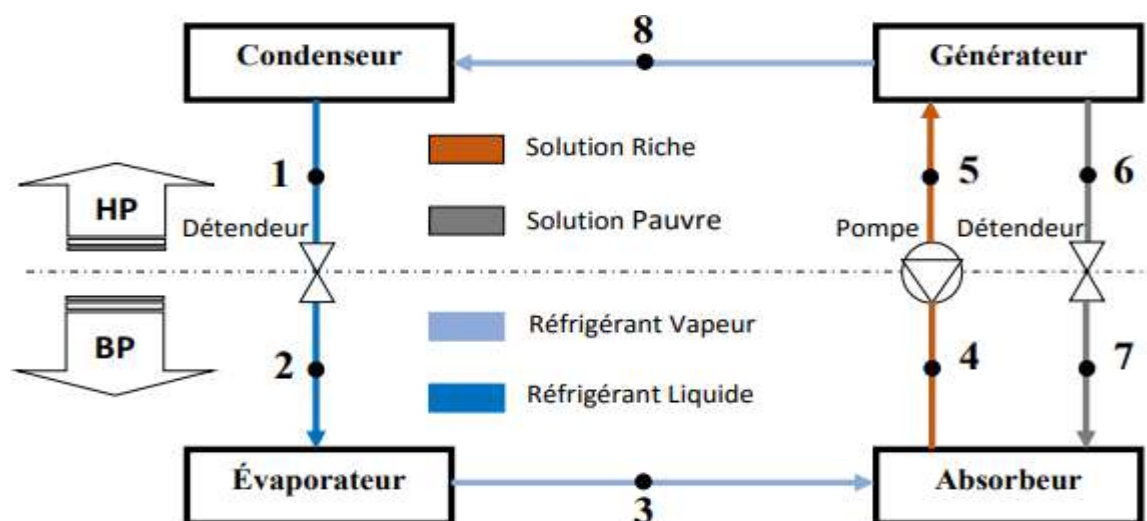 8
Condenseur
Générateur
Solution Riche
1
5
6
HP
Solution Pauvre
Détendeur
Pompe
Détendeur
BP
Réfrigérant Vapeur
2
4
7
Réfrigérant Liquide
Évaporateur
Absorbeur
3